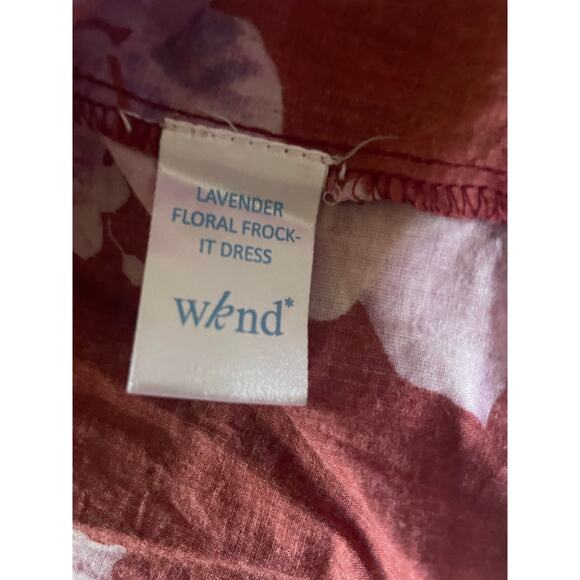 LAVENDER
FLORAL FROCK-
IT DRESS
wknd*